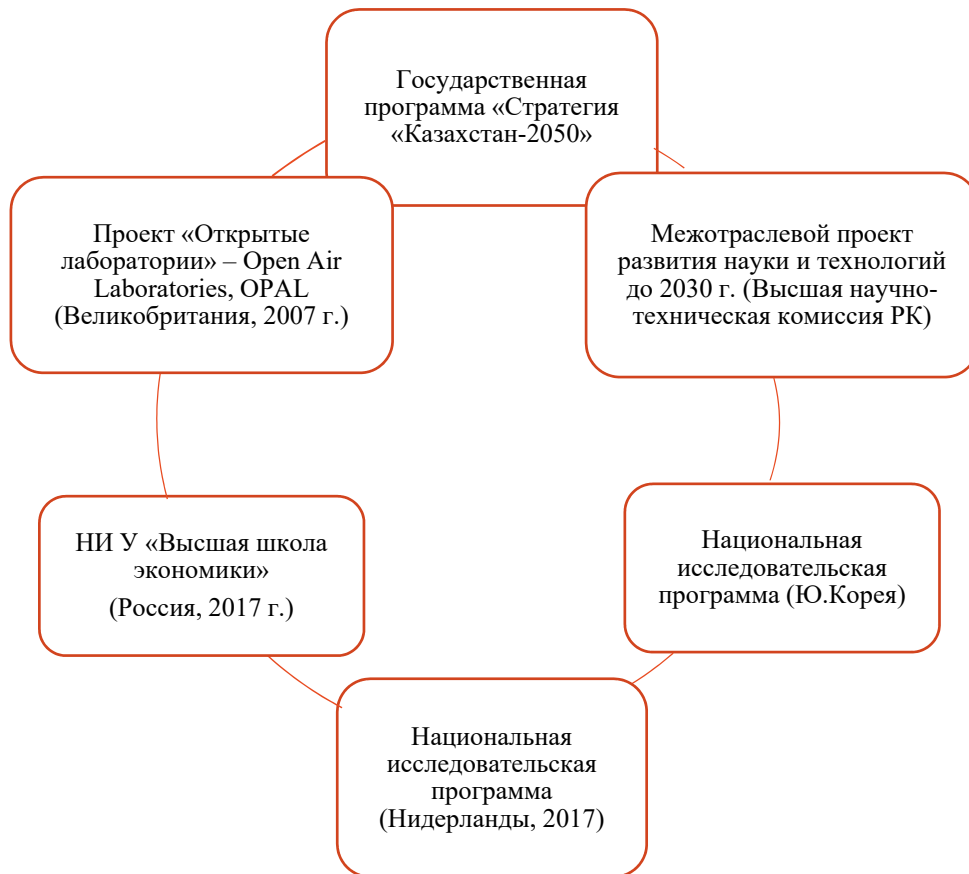 Государственная
программа «Стратегия
«Казахстан-2050»
Проект «Открытые
лаборатории» – Open Air
Laboratories, OPAL
(Великобритания, 2007 г.)
Межотраслевой проект
развития науки и технологий
до 2030 г. (Высшая научно-
техническая комиссия РК)
НИ У «Высшая школа
экономики»
(Россия, 2017 г.)
Национальная
исследовательская
программа (Ю.Корея)
Национальная
исследовательская
программа
(Нидерланды, 2017)